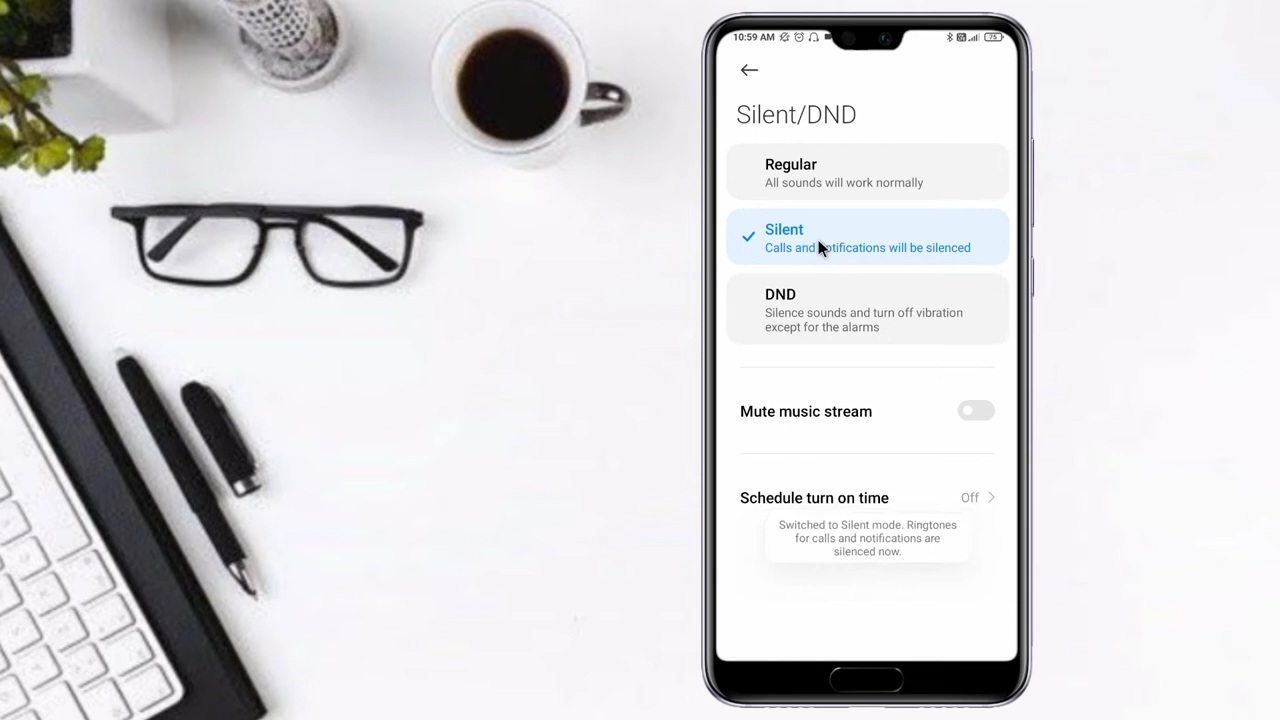 10:59 AM
75
Silent/DND
Regular
All sounds will work normally
Silent
Calls and notifications will be silenced
DND
Silence sounds and turn off vibration
except for the alarms
Mute music stream
Schedule turn on time
Off
Switched to Silent mode. Ringtones
for calls and notifications are
silenced now.